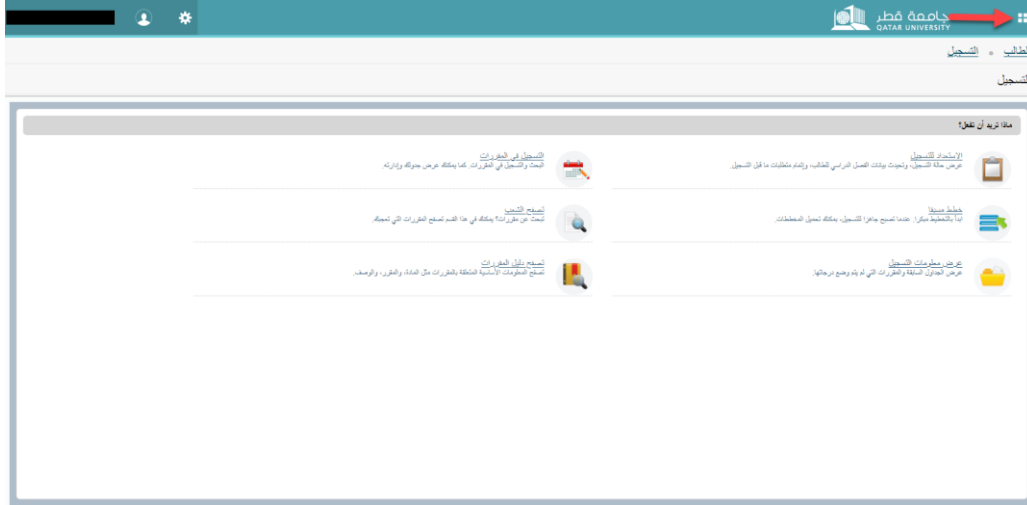 جامعة قطر
QATAR UNIVERSITY
الطالب • التسجيل
التسجيل
ماذا تريد أن تفعل؟
الإستعداد للتسجيل
عرض حالة التسجيل، وتحديث بيانات الفصل الدراسي للطالب، وإتمام متطلبات ما قبل التسجيل.
التسجيل في المقررات
البحث والتسجيل في المقررات. كما يمكنك عرض جدولك وإدارته.
خطط مسبقا
ابدأ بالتخطيط مبكرا. عندما تصبح جاهزا للتسجيل، يمكنك تحميل المخططات.
تصفح الشعب
تبحث عن مقررات؟ يمكنك في هذا القسم تصفح المقررات التي تعجبك.
عرض معلومات التسجيل
عرض الجداول السابقة والمقررات التي لم يتم وضع درجاتها.
تصفح دليل المقررات
تصفح المعلومات الأساسية المتعلقة بالمقررات مثل المادة، والمقرر، والوصف.